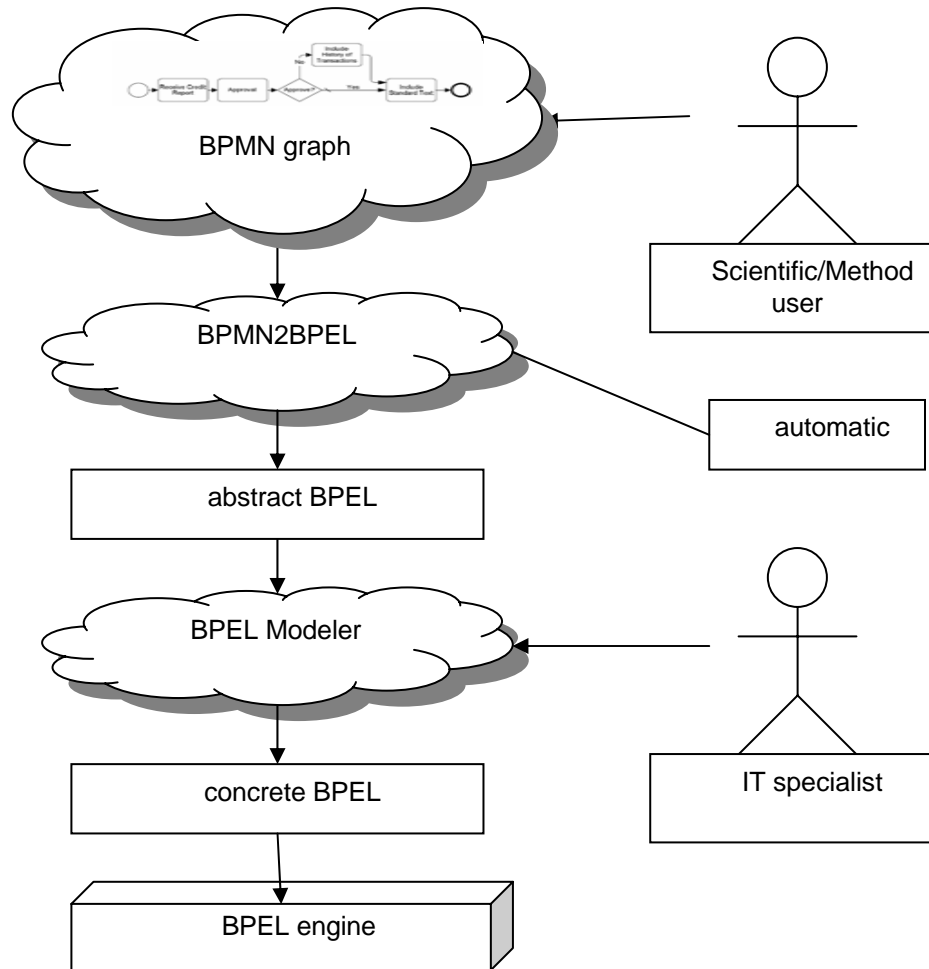 Include
History of
Transactions
No
Receive Credit
Report
Approval
Approve?
Yes
Include
Standard Text
BPMN graph
Scientific/Method
user
BPMN2BPEL
automatic
abstract BPEL
BPEL Modeler
IT specialist
concrete BPEL
BPEL engine